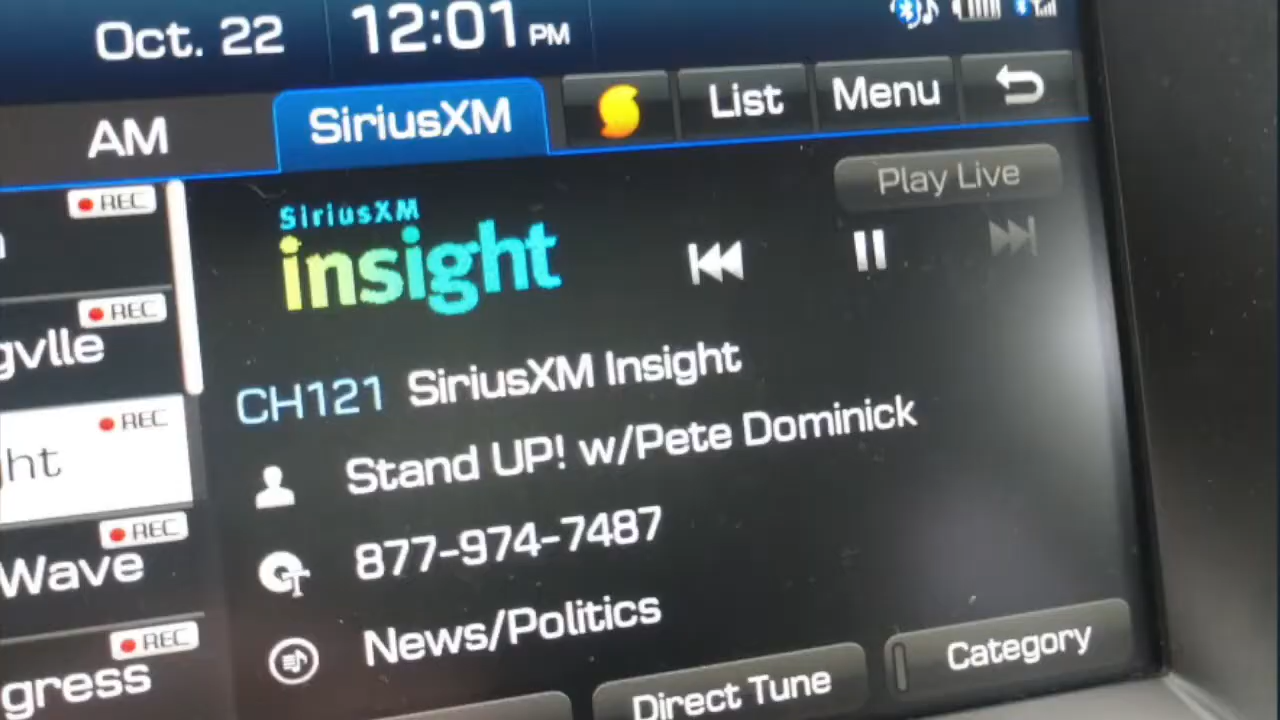 Oct. 22
12:01 PM
AM
SiriusXM
List
Menu
Play Live
REC
SiriusXM
insight
REC
gvlle
CH121 SiriusXM Insight
REC
ght
Stand UP! w/Pete Dominick
REC
Wave
877-974-7487
REC
gress
News/Politics
Direct Tune
Category